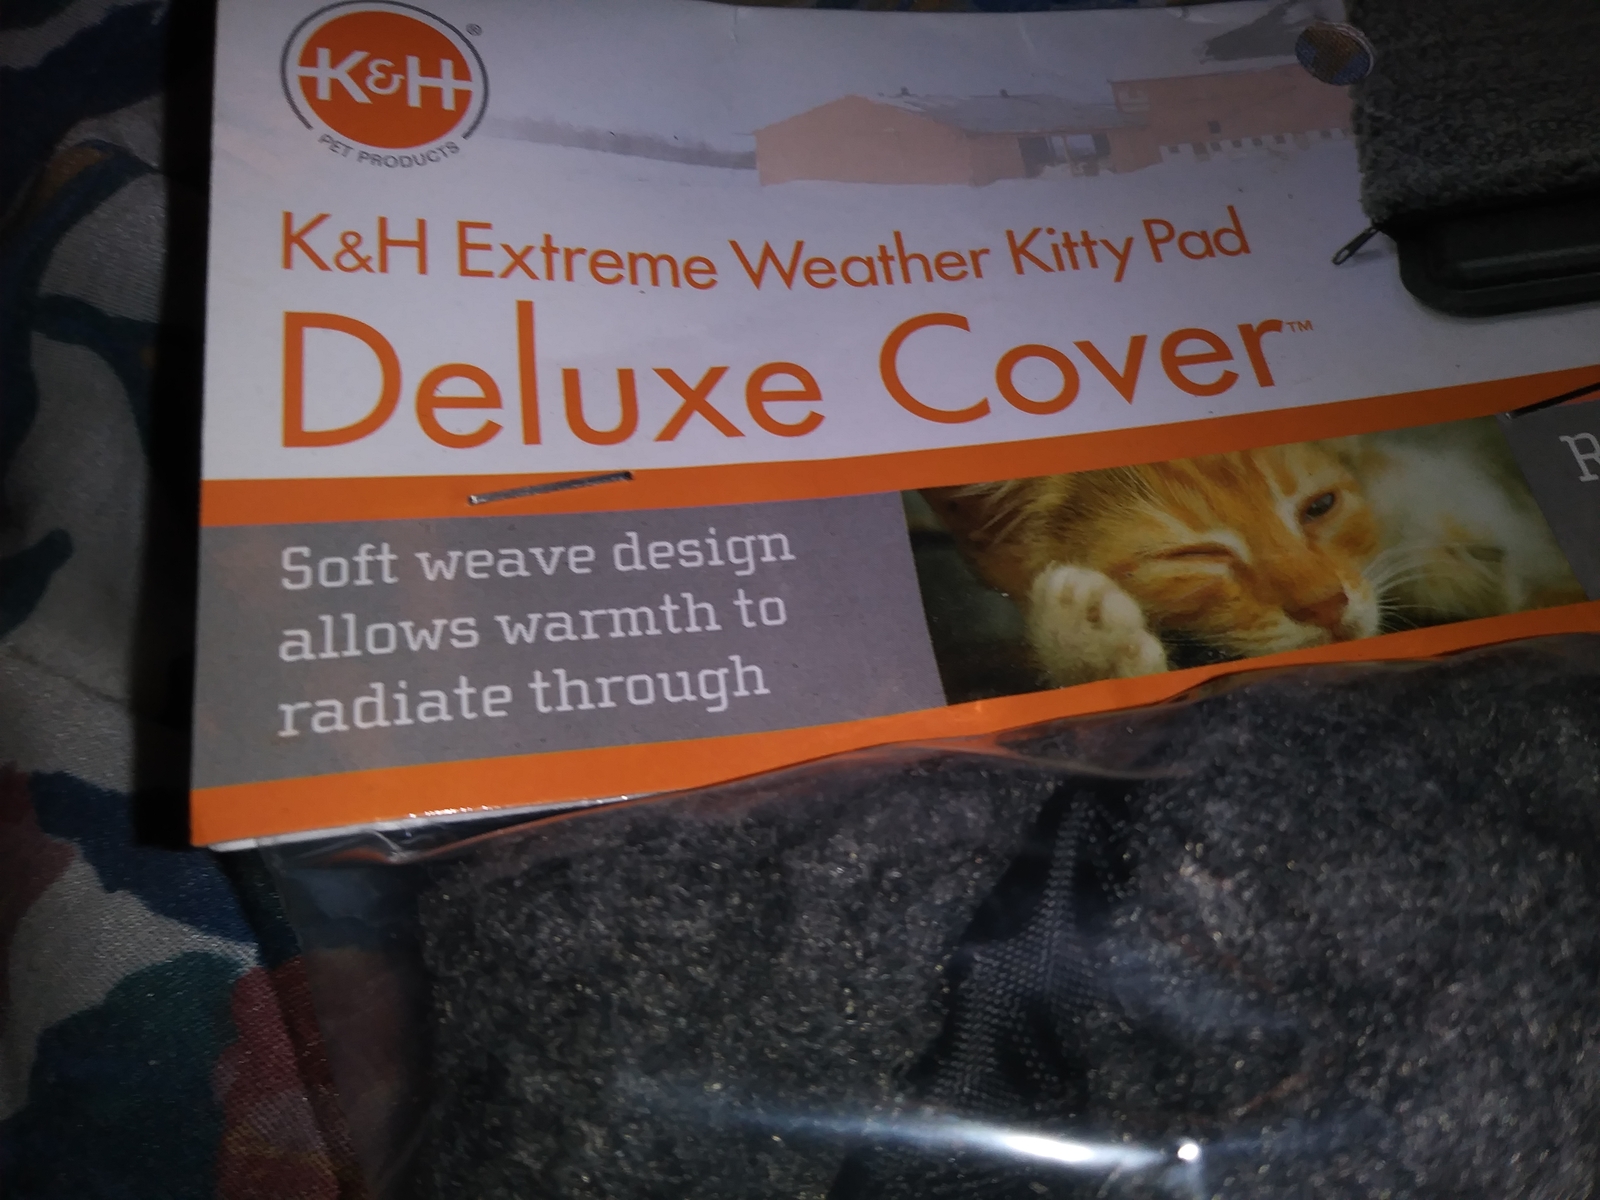 K&H
®
PET PRODUCTS
K&H Extreme Weather Kitty Pad
Deluxe Cover™
Soft weave design
allows warmth to
radiate through